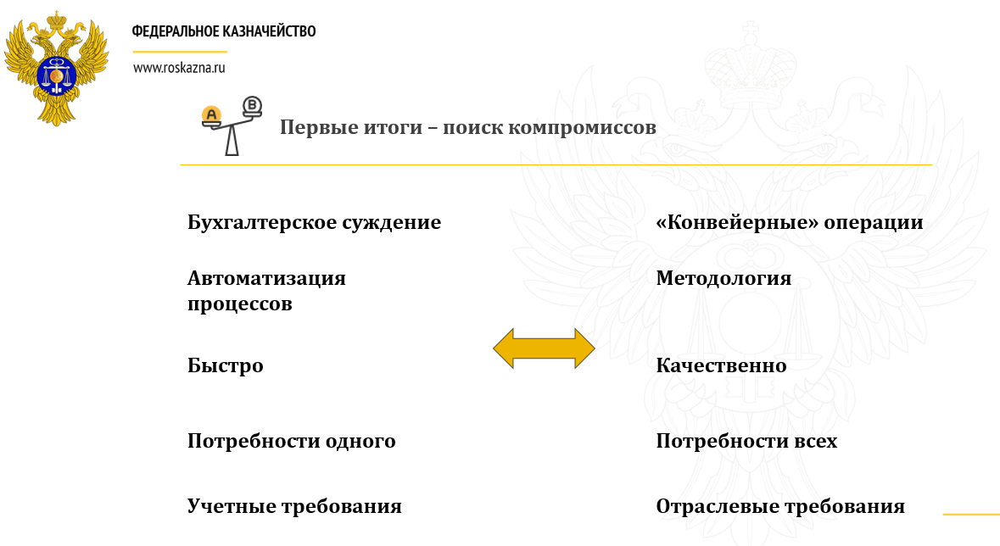 ФЕДЕРАЛЬНОЕ КАЗНАЧЕЙСТВО
www.roskazna.ru
A
B
Первые итоги – поиск компромиссов
Бухгалтерское суждение
«Конвейерные» операции
Автоматизация
процессов
Методология
Быстро
Качественно
Потребности одного
Потребности всех
Учетные требования
Отраслевые требования